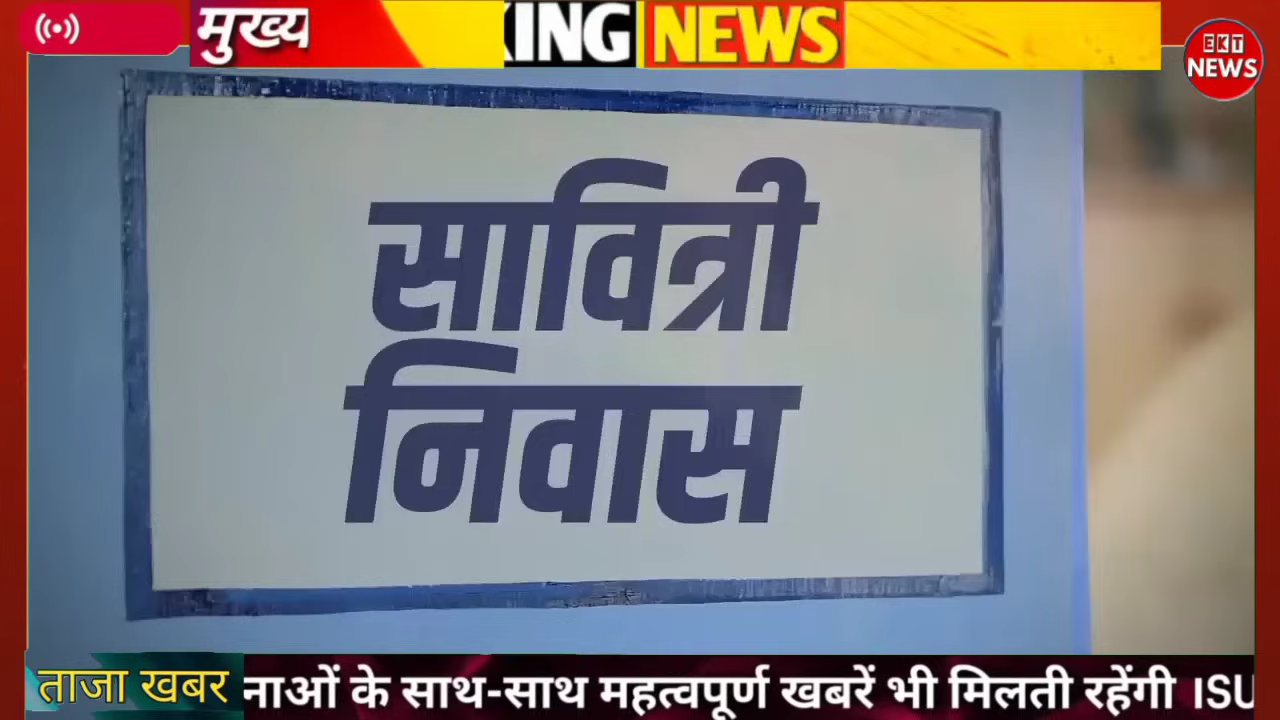 मुख्य
KING NEWS
EKT
NEWS
सावित्री
निवास
ताजा खबर
नाओं के साथ-साथ महत्वपूर्ण खबरें भी मिलती रहेंगी ।SU